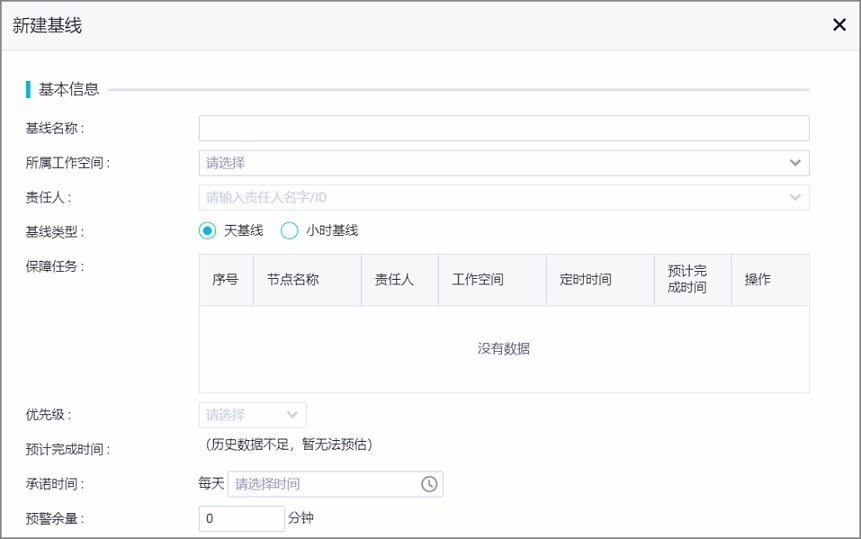 新建基线
基本信息
基线名称 :
所属工作空间 : 请选择
责任人 : 请输入责任人名字/ID
基线类型 : 天基线 小时基线
保障任务 :
序号 节点名称 责任人 工作空间 定时时间 预计完成时间 操作
没有数据
优先级 : 请选择
预计完成时间 : （历史数据不足，暂无法预估）
承诺时间 : 每天 请选择时间
预警余量 : 0 分钟